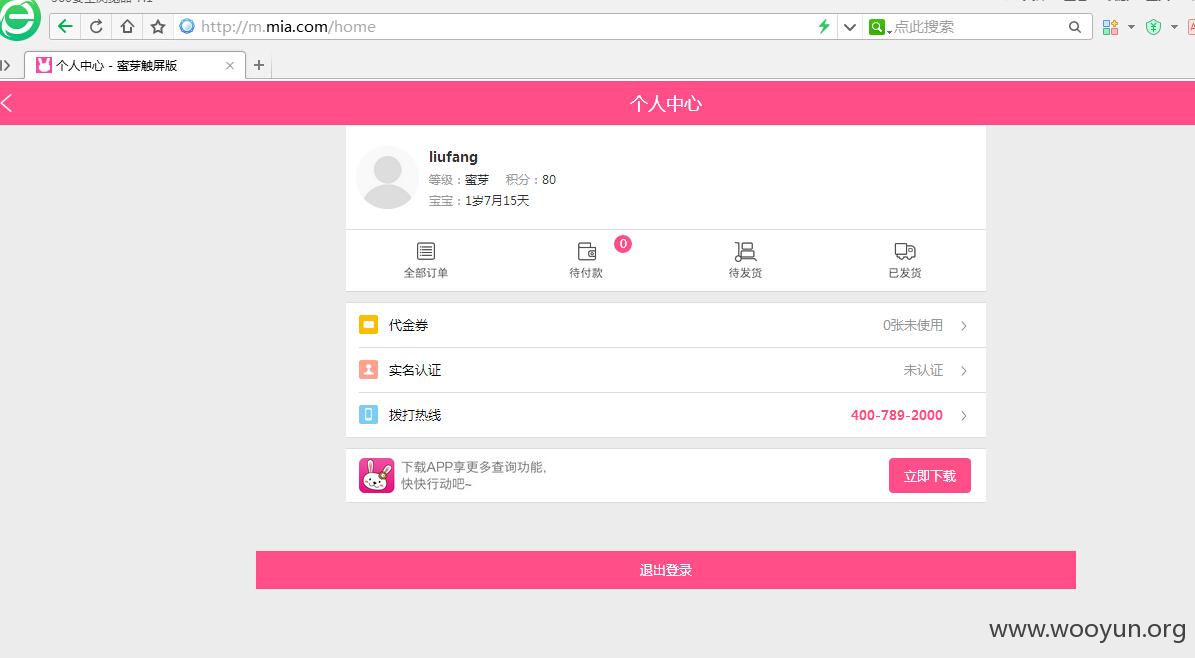 http://m.mia.com/home
点此搜索
个人中心 - 蜜芽触屏版
个人中心
liufang
等级：蜜芽 积分：80
宝宝：1岁7月15天
0
全部订单 待付款 待发货 已发货
代金券 0张未使用
实名认证 未认证
拨打热线 400-789-2000
下载APP享更多查询功能,
快快行动吧~
立即下载
退出登录
www.wooyun.org